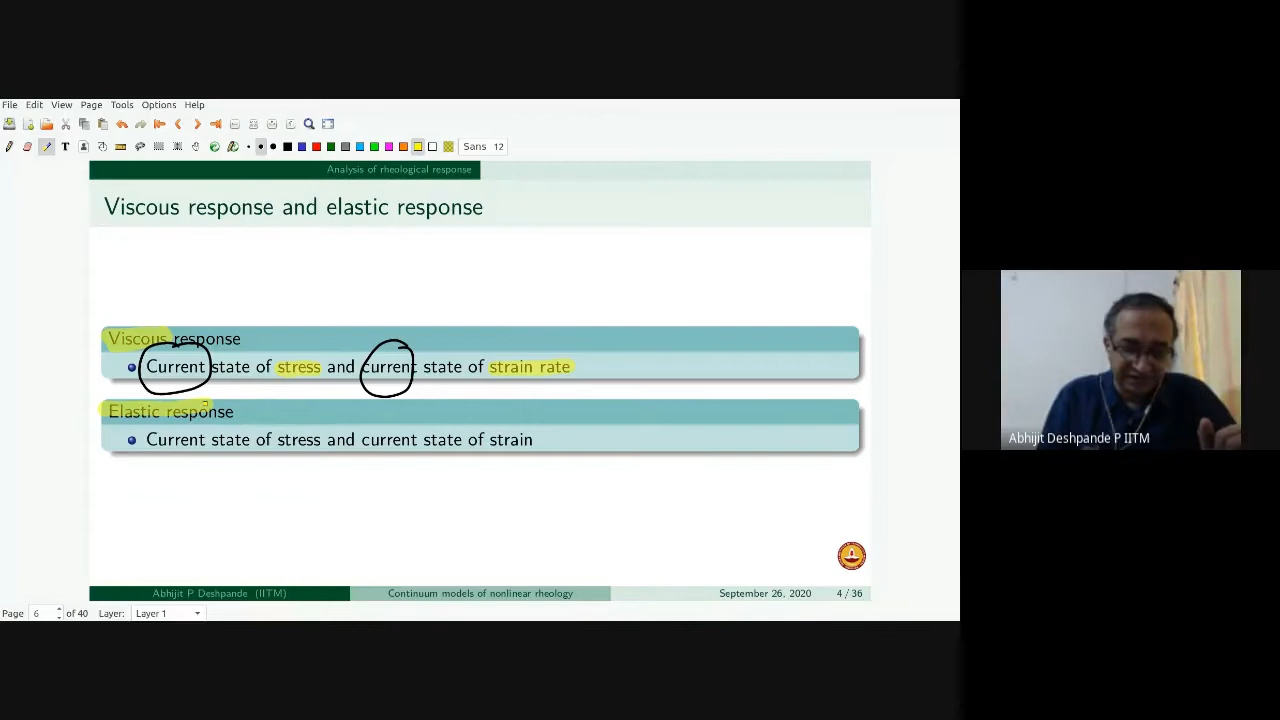 File Edit View Page Tools Options Help
T Sans 12
Analysis of rheological response
Viscous response and elastic response
Viscous response
Current state of stress and current state of strain rate
Elastic response
Current state of stress and current state of strain
Abhijit P Deshpande (IITM) Continuum models of nonlinear rheology September 26, 2020 4 / 36
Page 6 of 40 Layer: Layer 1
Abhijit Deshpande P IITM